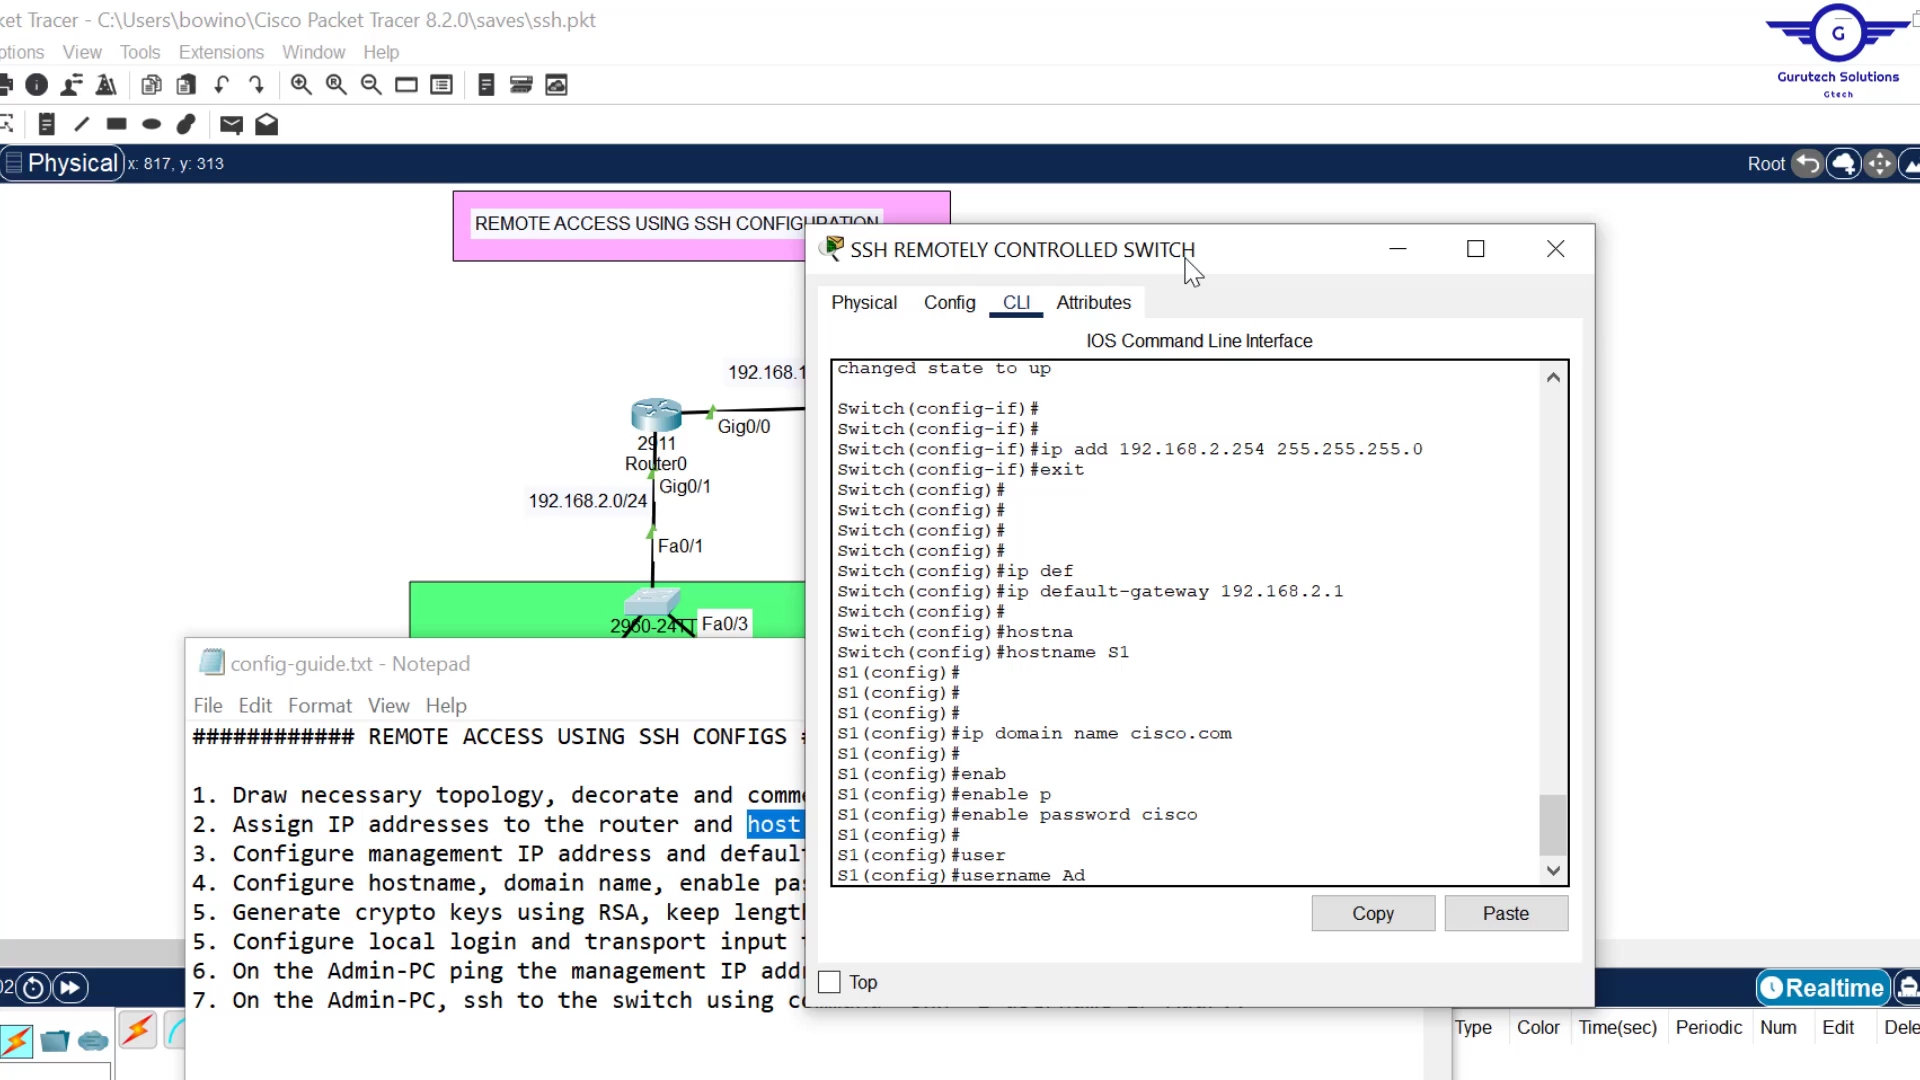 ket Tracer - C:\Users\bowino\Cisco Packet Tracer 8.2.0\saves\ssh.pkt
ptions View Tools Extensions Window Help
G
Gurutech Solutions
Gtech
Physical x: 817, y: 313
Root
REMOTE ACCESS USING SSH CONFIGURATION
192.168.1
Gig0/0
2911
Router0
Gig0/1
192.168.2.0/24
Fa0/1
2960-24TT
Fa0/3
SSH REMOTELY CONTROLLED SWITCH
Physical Config CLI Attributes
IOS Command Line Interface
changed state to up
Switch(config-if)#
Switch(config-if)#
Switch(config-if)#ip add 192.168.2.254 255.255.255.0
Switch(config-if)#exit
Switch(config)#
Switch(config)#
Switch(config)#
Switch(config)#
Switch(config)#ip def
Switch(config)#ip default-gateway 192.168.2.1
Switch(config)#
Switch(config)#hostna
Switch(config)#hostname S1
S1(config)#
S1(config)#
S1(config)#
S1(config)#ip domain name cisco.com
S1(config)#
S1(config)#enab
S1(config)#enable p
S1(config)#enable password cisco
S1(config)#
S1(config)#user
S1(config)#username Ad
Copy Paste
Top
config-guide.txt - Notepad
File Edit Format View Help
############ REMOTE ACCESS USING SSH CONFIGS #
1. Draw necessary topology, decorate and comme
2. Assign IP addresses to the router and host
3. Configure management IP address and default
4. Configure hostname, domain name, enable pas
5. Generate crypto keys using RSA, keep length
5. Configure local login and transport input
6. On the Admin-PC ping the management IP addr
7. On the Admin-PC, ssh to the switch using
02
Realtime
Type Color Time(sec) Periodic Num Edit Dele